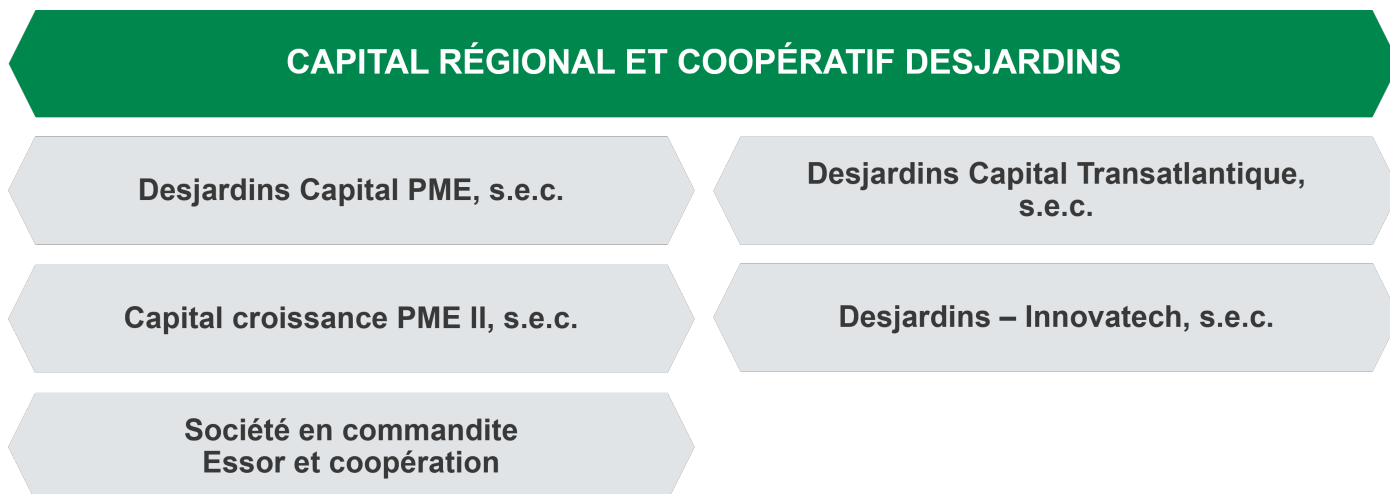 CAPITAL RÉGIONAL ET COOPÉRATIF DESJARDINS
Desjardins Capital PME, s.e.c.
Desjardins Capital Transatlantique,
s.e.c.
Capital croissance PME II, s.e.c.
Desjardins – Innovatech, s.e.c.
Société en commandite
Essor et coopération